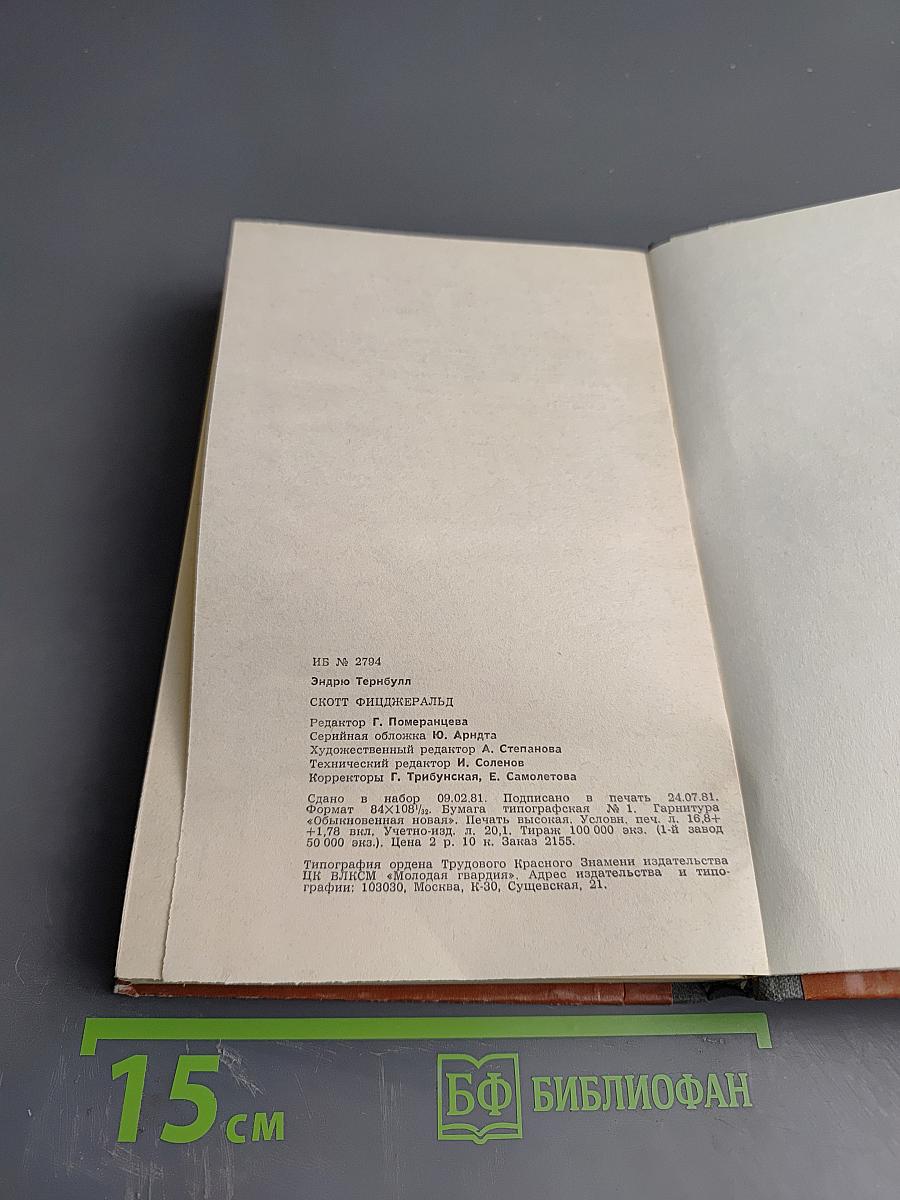 ИБ № 2794
Эндрю Тернбулл
СКОТТ ФИЦДЖЕРАЛЬД
Редактор Г. Померанцева
Серийная обложка Ю. Арндта
Художественный редактор А. Степанова
Технический редактор И. Соленов
Корректоры Г. Трибунская, Е. Самолетова
Сдано в набор 09.02.81. Подписано в печать 24.07.81.
Формат 84×108¹/₃₂. Бумага типографская № 1. Гарнитура
«Обыкновенная новая». Печать высокая. Условн. печ. л. 16,8+
+1,78 вкл. Учетно-изд. л. 20,1. Тираж 100 000 экз. (1-й завод
50 000 экз.). Цена 2 р. 10 к. Заказ 2155.
Типография ордена Трудового Красного Знамени издательства
ЦК ВЛКСМ «Молодая гвардия». Адрес издательства и типо-
графии: 103030, Москва, К-30, Сущевская, 21.
15 см
БФ БИБЛИОФАН